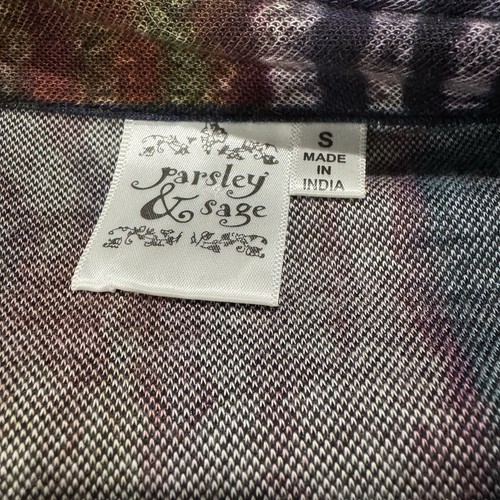 parsley
& sage
S
MADE
IN
INDIA